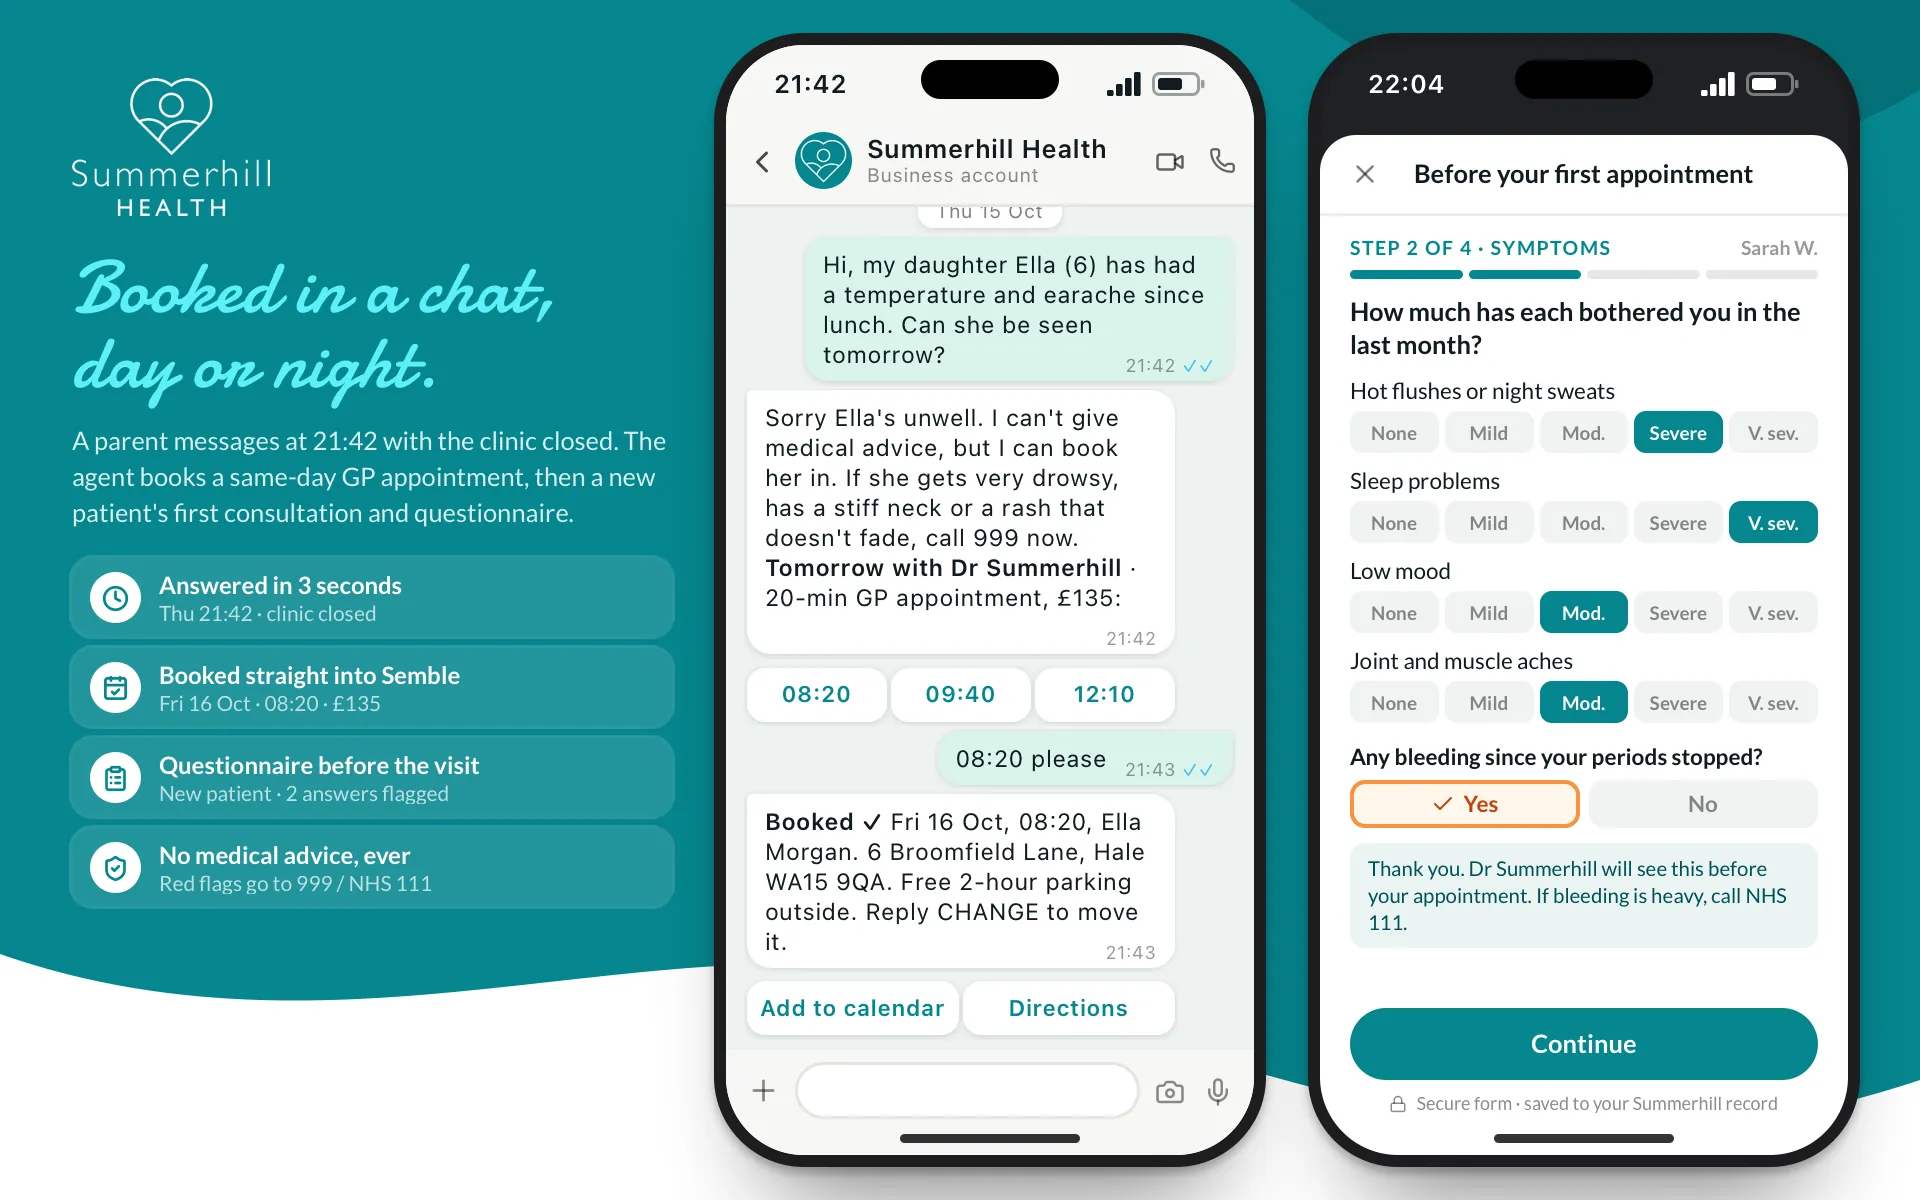 Summerhill
HEALTH
Booked in a chat,
day or night.
A parent messages at 21:42 with the clinic closed. The
agent books a same-day GP appointment, then a new
patient's first consultation and questionnaire.
Answered in 3 seconds
Thu 21:42 · clinic closed
Booked straight into Semble
Fri 16 Oct · 08:20 · £135
Questionnaire before the visit
New patient · 2 answers flagged
No medical advice, ever
Red flags go to 999 / NHS 111
21:42
Summerhill Health
Business account
Thu 15 Oct
Hi, my daughter Ella (6) has had
a temperature and earache since
lunch. Can she be seen
tomorrow?
21:42
Sorry Ella's unwell. I can't give
medical advice, but I can book
her in. If she gets very drowsy,
has a stiff neck or a rash that
doesn't fade, call 999 now.
Tomorrow with Dr Summerhill ·
20-min GP appointment, £135:
21:42
08:20 09:40 12:10
08:20 please 21:43
Booked ✓ Fri 16 Oct, 08:20, Ella
Morgan. 6 Broomfield Lane, Hale
WA15 9QA. Free 2-hour parking
outside. Reply CHANGE to move
it.
21:43
Add to calendar Directions
22:04
Before your first appointment
STEP 2 OF 4 · SYMPTOMS Sarah W.
How much has each bothered you in the
last month?
Hot flushes or night sweats
None Mild Mod. Severe V. sev.
Sleep problems
None Mild Mod. Severe V. sev.
Low mood
None Mild Mod. Severe V. sev.
Joint and muscle aches
None Mild Mod. Severe V. sev.
Any bleeding since your periods stopped?
Yes No
Thank you. Dr Summerhill will see this before
your appointment. If bleeding is heavy, call NHS
111.
Continue
Secure form · saved to your Summerhill record